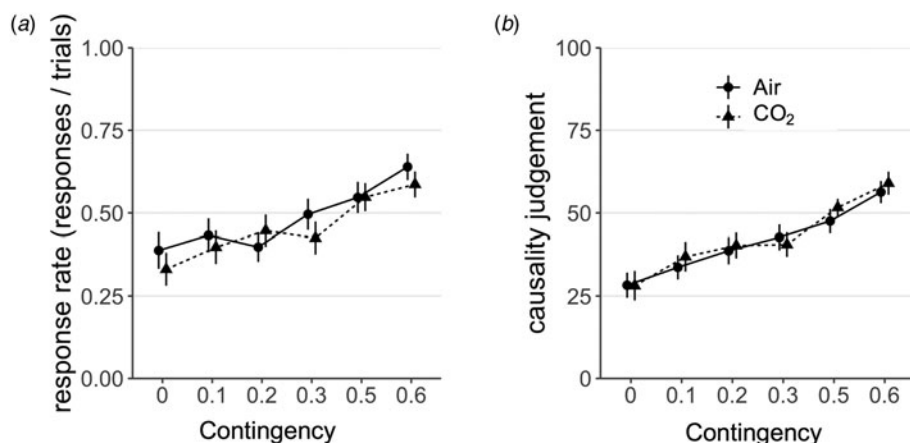 (a)
response rate (responses / trials)
1.00
0.75
0.50
0.25
0.00
0 0.1 0.2 0.3 0.5 0.6
Contingency
(b)
causality judgement
100
75
50
25
0
Air
CO₂
0 0.1 0.2 0.3 0.5 0.6
Contingency